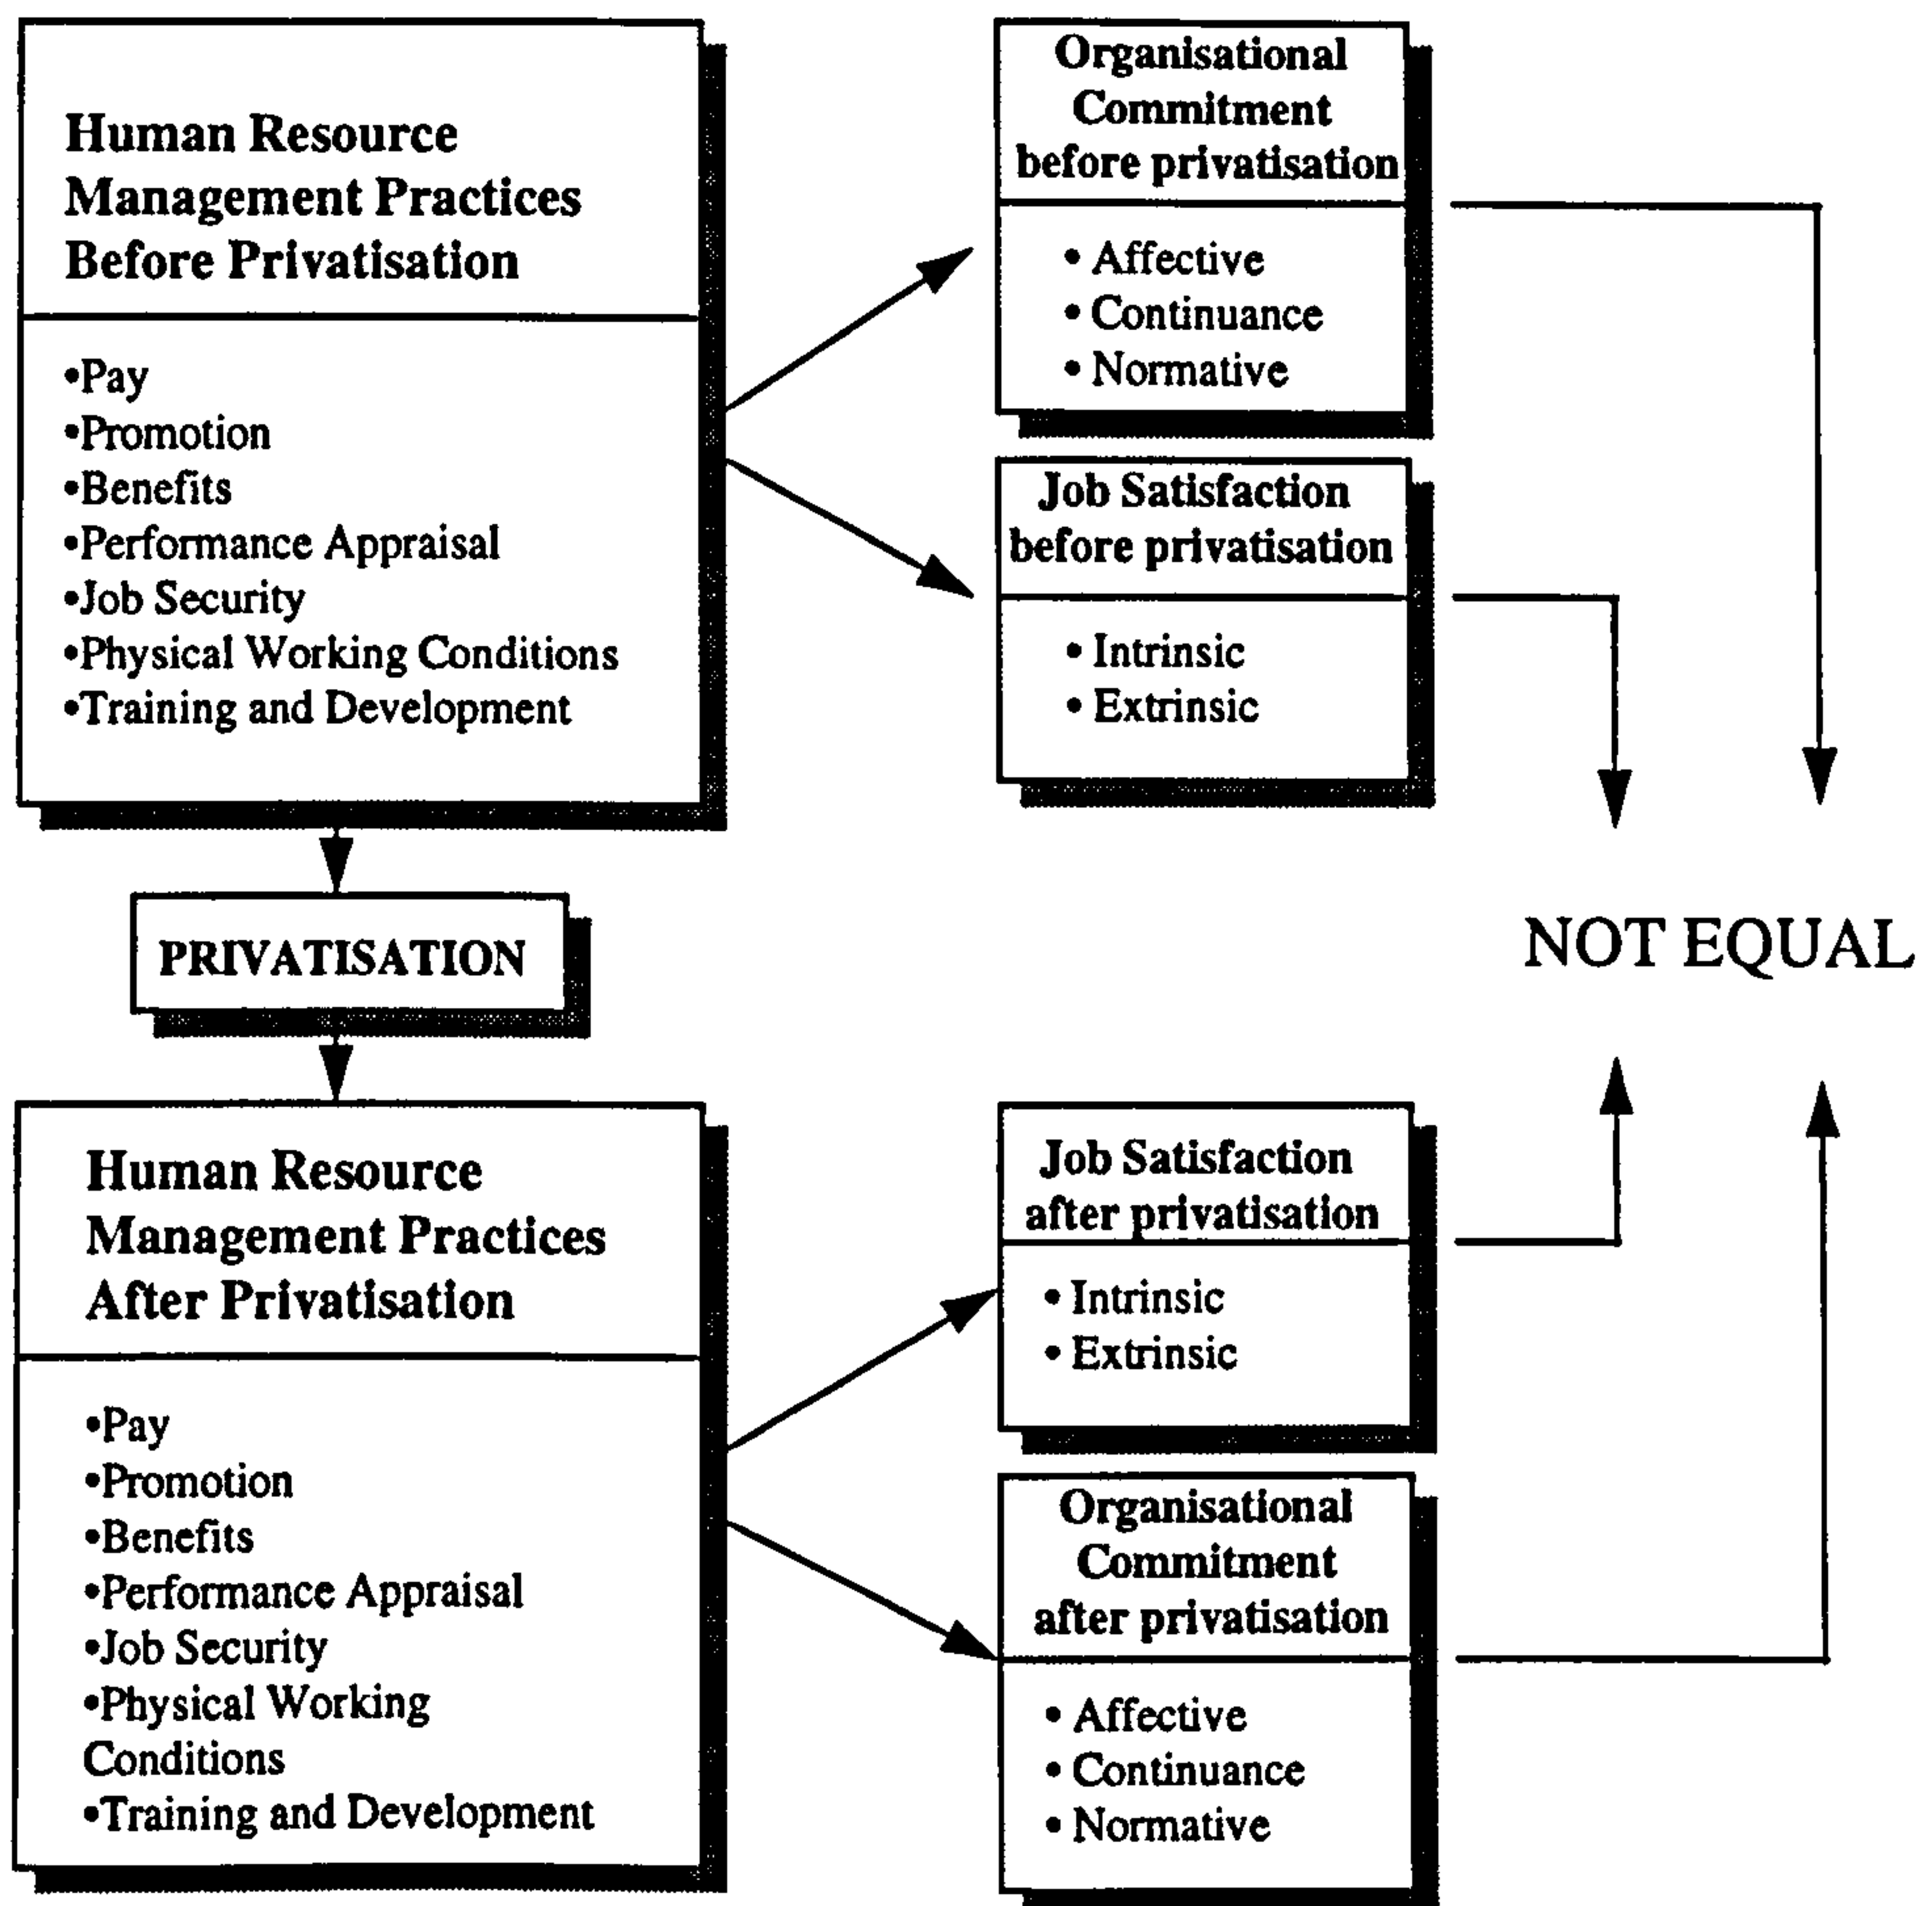 Human Resource
Management Practices
Before Privatisation
•Pay
•Promotion
•Benefits
•Performance Appraisal
•Job Security
•Physical Working Conditions
•Training and Development
Organisational
Commitment
before privatisation
• Affective
• Continuance
• Normative
Job Satisfaction
before privatisation
• Intrinsic
• Extrinsic
PRIVATISATION
NOT EQUAL
Human Resource
Management Practices
After Privatisation
•Pay
•Promotion
•Benefits
•Performance Appraisal
•Job Security
•Physical Working
Conditions
•Training and Development
Job Satisfaction
after privatisation
• Intrinsic
• Extrinsic
Organisational
Commitment
after privatisation
• Affective
• Continuance
• Normative